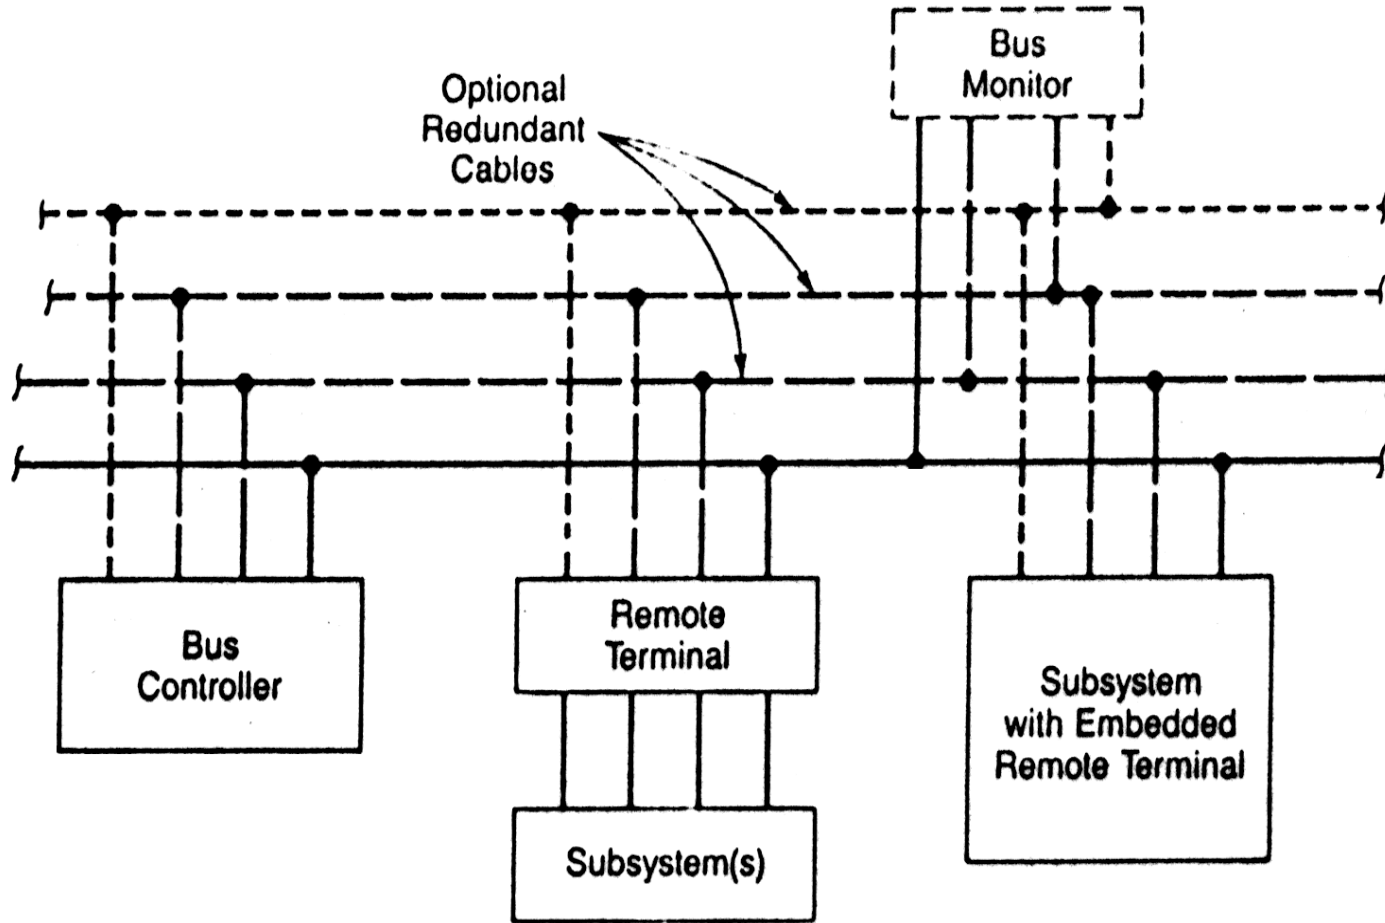 Bus
Monitor
Optional
Redundant
Cables
Bus
Controller
Remote
Terminal
Subsystem(s)
Subsystem
with Embedded
Remote Terminal